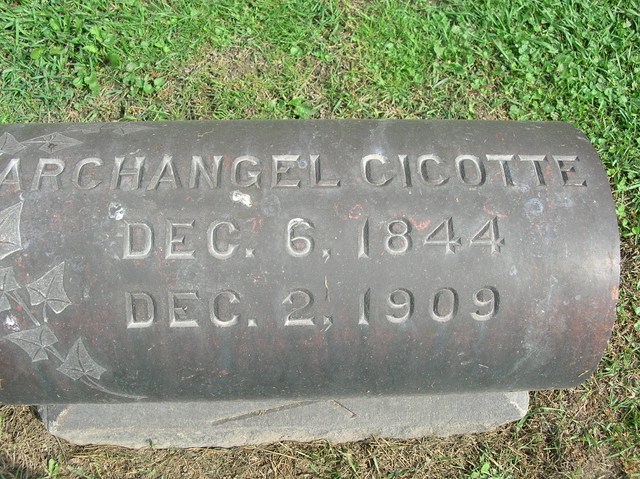 ARCHANGEL CICOTTE
DEC. 6, 1844
DEC. 2, 1909